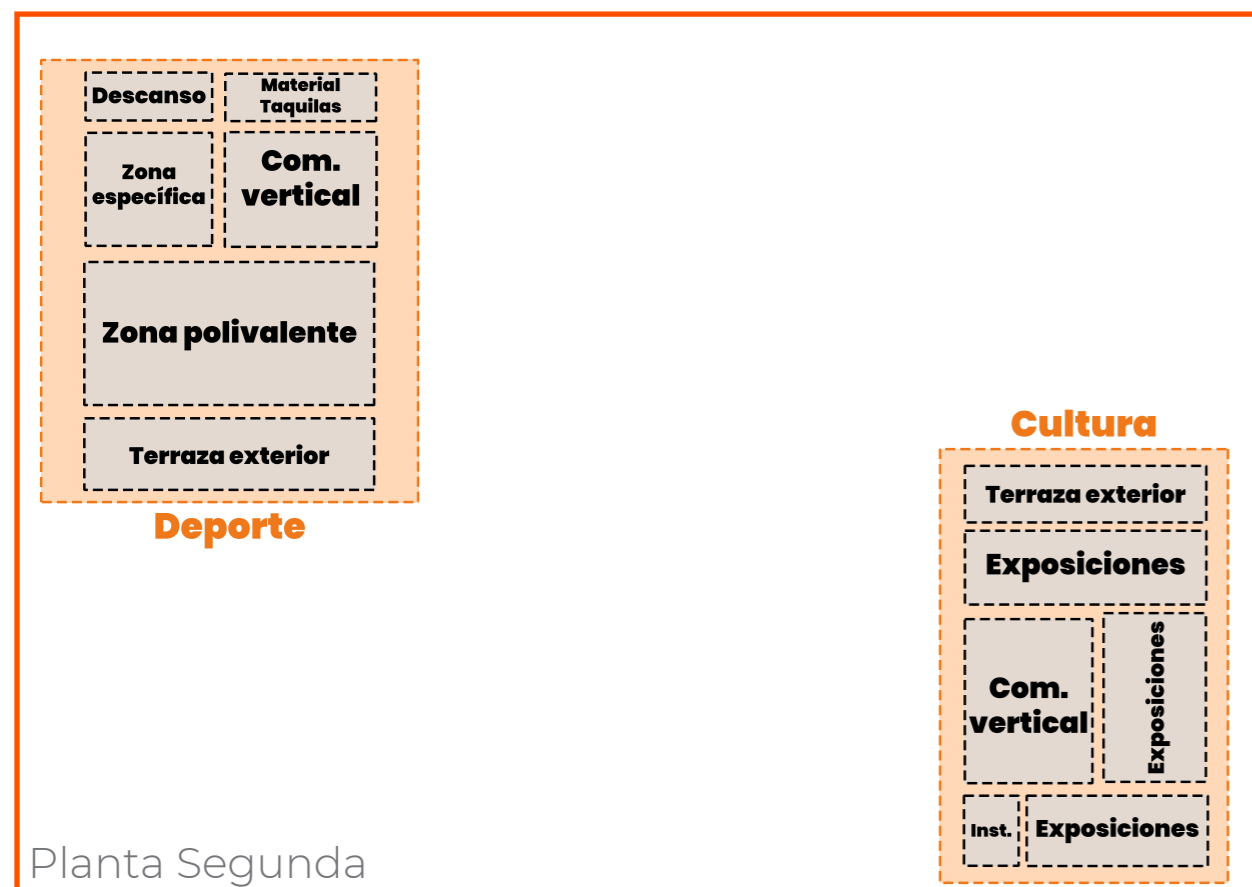 Descanso
Material
Taquilas
Zona
específica
Com.
vertical
Zona polivalente
Terraza exterior
Deporte
Cultura
Terraza exterior
Exposiciones
Com.
vertical
Exposiciones
Inst.
Exposiciones
Planta Segunda